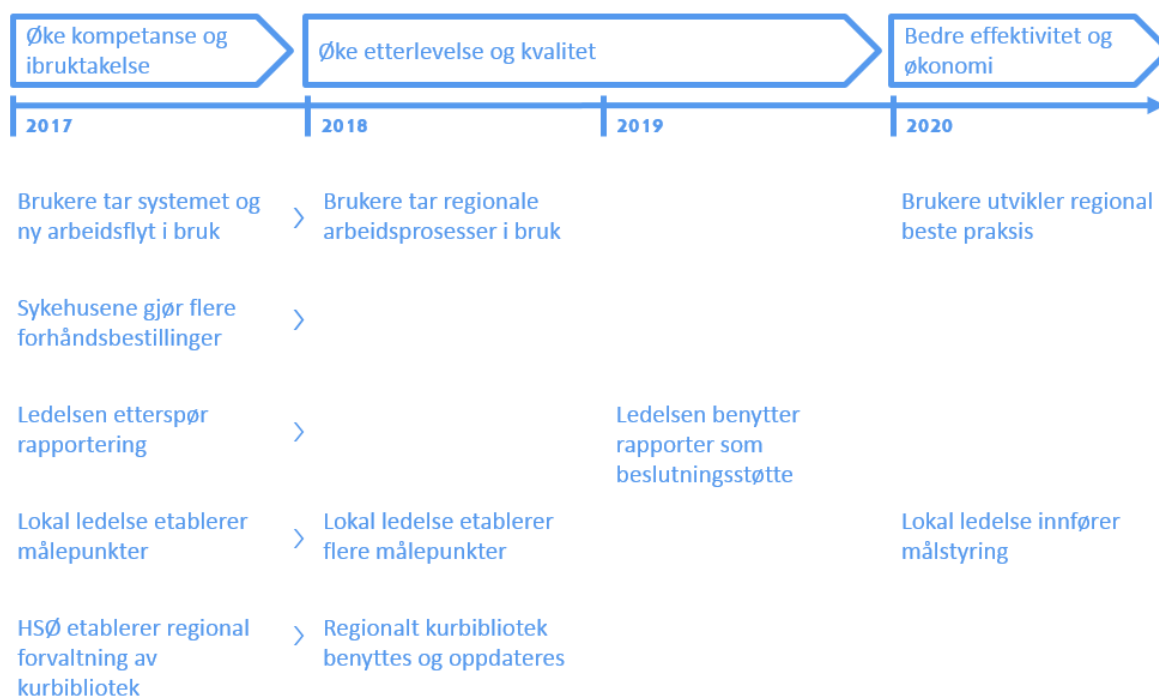 Øke kompetanse og
ibruktakelse
Øke etterlevelse og kvalitet
Bedre effektivitet og
økonomi
2017
2018
2019
2020
Brukere tar systemet og
ny arbeidsflyt i bruk
Brukere tar regionale
arbeidsprosesser i bruk
Brukere utvikler regional
beste praksis
Sykehusene gjør flere
forhåndsbestillinger
Ledelsen etterspør
rapportering
Ledelsen benytter
rapporter som
beslutningsstøtte
Lokal ledelse etablerer
målepunkter
Lokal ledelse etablerer
flere målepunkter
Lokal ledelse innfører
målstyring
HSØ etablerer regional
forvaltning av
kurbibliotek
Regionalt kurbibliotek
benyttes og oppdateres